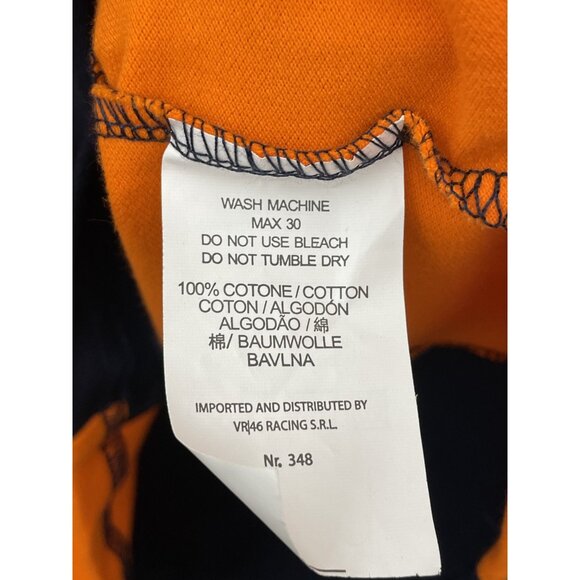 WASH MACHINE
MAX 30
DO NOT USE BLEACH
DO NOT TUMBLE DRY
100% COTONE / COTTON
COTON / ALGODÓN
ALGODÃO / 綿
棉/ BAUMWOLLE
BAVLNA
IMPORTED AND DISTRIBUTED BY
VR|46 RACING S.R.L.
Nr. 348